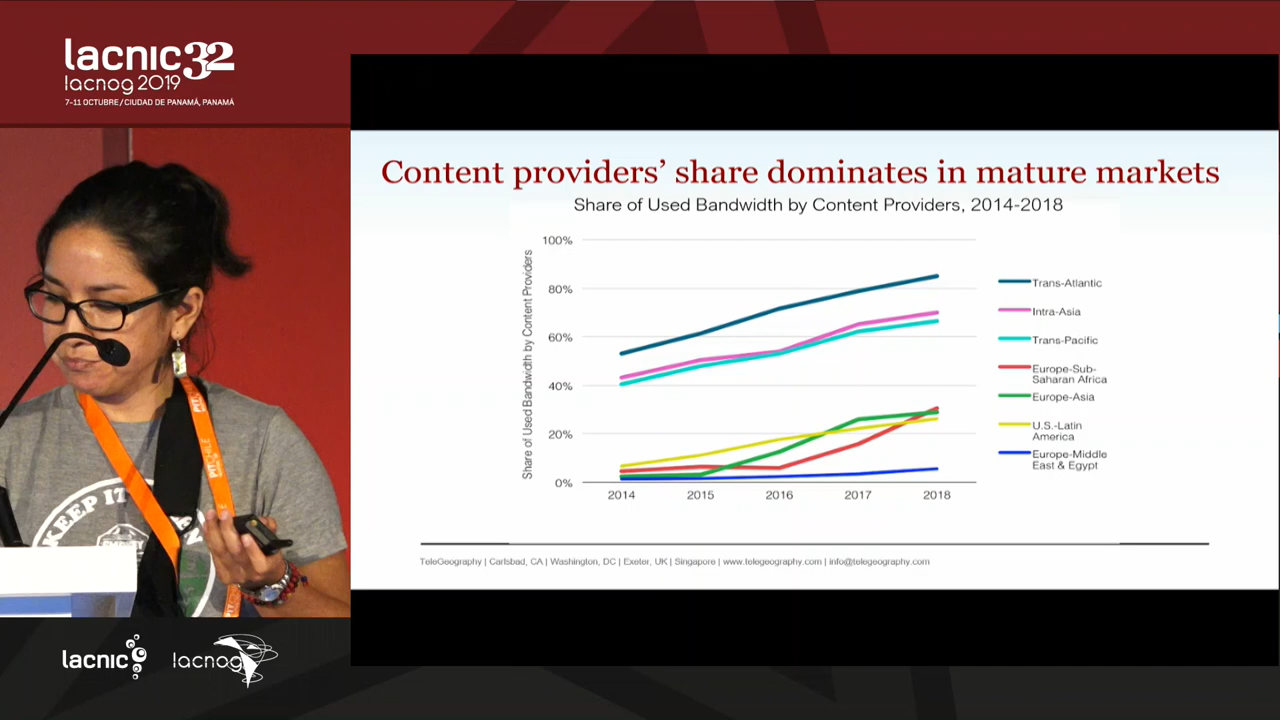 lacnic32
lacnog 2019
7-11 OCTUBRE / CIUDAD DE PANAMÁ, PANAMÁ
Content providers’ share dominates in mature markets
Share of Used Bandwidth by Content Providers, 2014-2018
Share of Used Bandwidth by Content Providers
100%
80%
60%
40%
20%
0%
2014 2015 2016 2017 2018
Trans-Atlantic
Intra-Asia
Trans-Pacific
Europe-Sub-
Saharan Africa
Europe-Asia
U.S.-Latin
America
Europe-Middle
East & Egypt
TeleGeography | Carlsbad, CA | Washington, DC | Exeter, UK | Singapore | www.telegeography.com | info@telegeography.com
KEEP IT
PIT CHILE
lacnic
lacnog